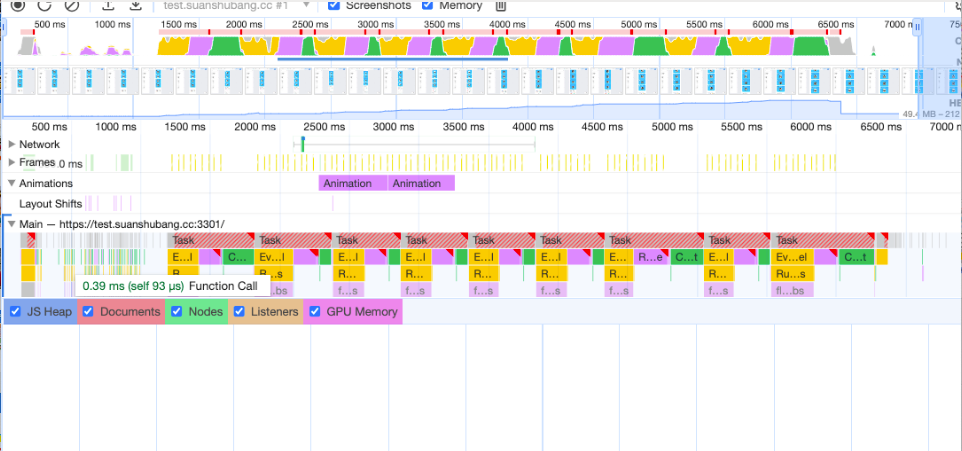 test.suanshubang.cc #1 Screenshots Memory
500 ms 1000 ms 1500 ms 2000 ms 2500 ms 3000 ms 3500 ms 4000 ms 4500 ms 5000 ms 5500 ms 6000 ms 6500 ms 7000 m
HE
MB – 212
500 ms 1000 ms 1500 ms 2000 ms 2500 ms 3000 ms 3500 ms 4000 ms 4500 ms 5000 ms 5500 ms 6000 ms 6500 ms 7000 m
Network
Frames .0 ms
Animations Animation Animation
Layout Shifts
Main — https://test.suanshubang.cc:3301/
Task Task Task Task Task Task Task Task Task
E...l C... Ev...l E...l E...l E...l E...l E...l R...e C...t E...l Ev...el C...t
R... R...s R... R... R... R... R... R... Ru...s
0.39 ms (self 93 μs) Function Call
...bs f...s f...s f...s f...s f...s f...s fl...bs
JS Heap Documents Nodes Listeners GPU Memory